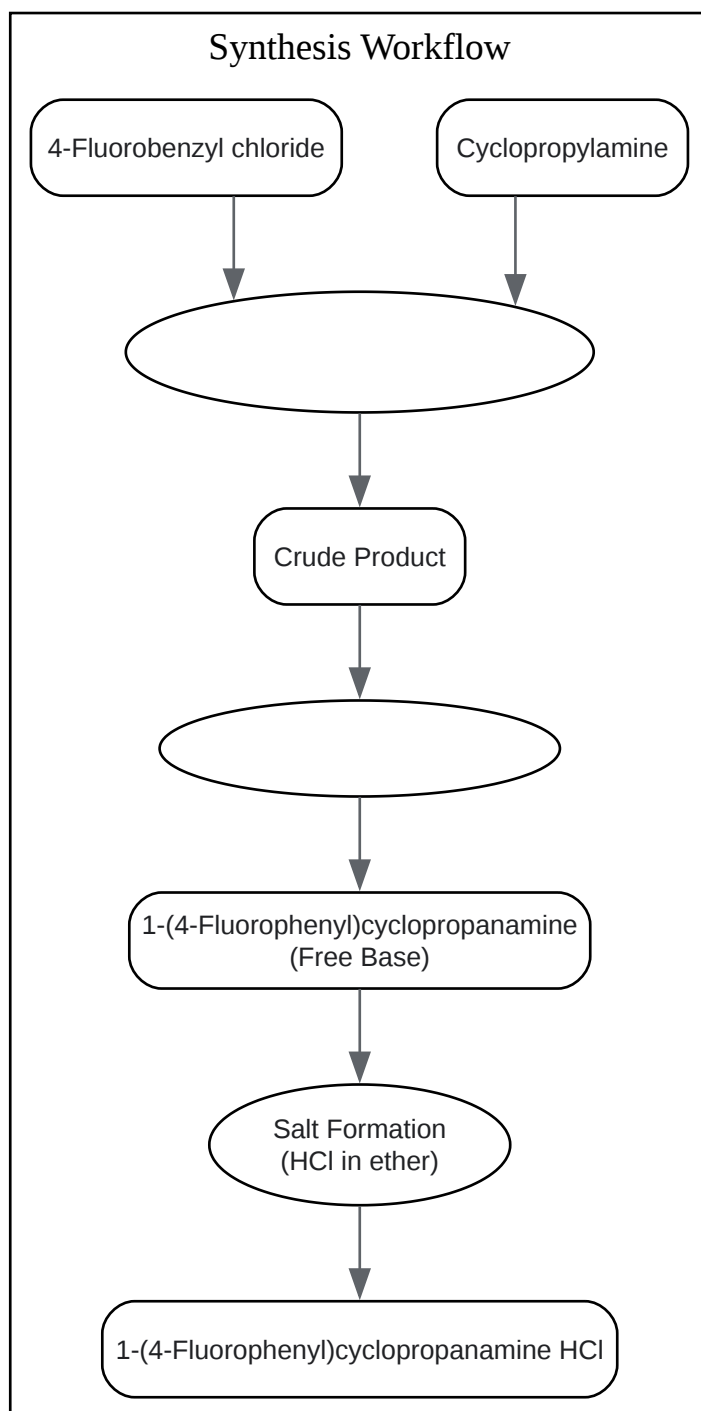 Synthesis Workflow
4-Fluorobenzyl chloride
Cyclopropylamine
Crude Product
1-(4-Fluorophenyl)cyclopropanamine
(Free Base)
Salt Formation
(HCl in ether)
1-(4-Fluorophenyl)cyclopropanamine HCl